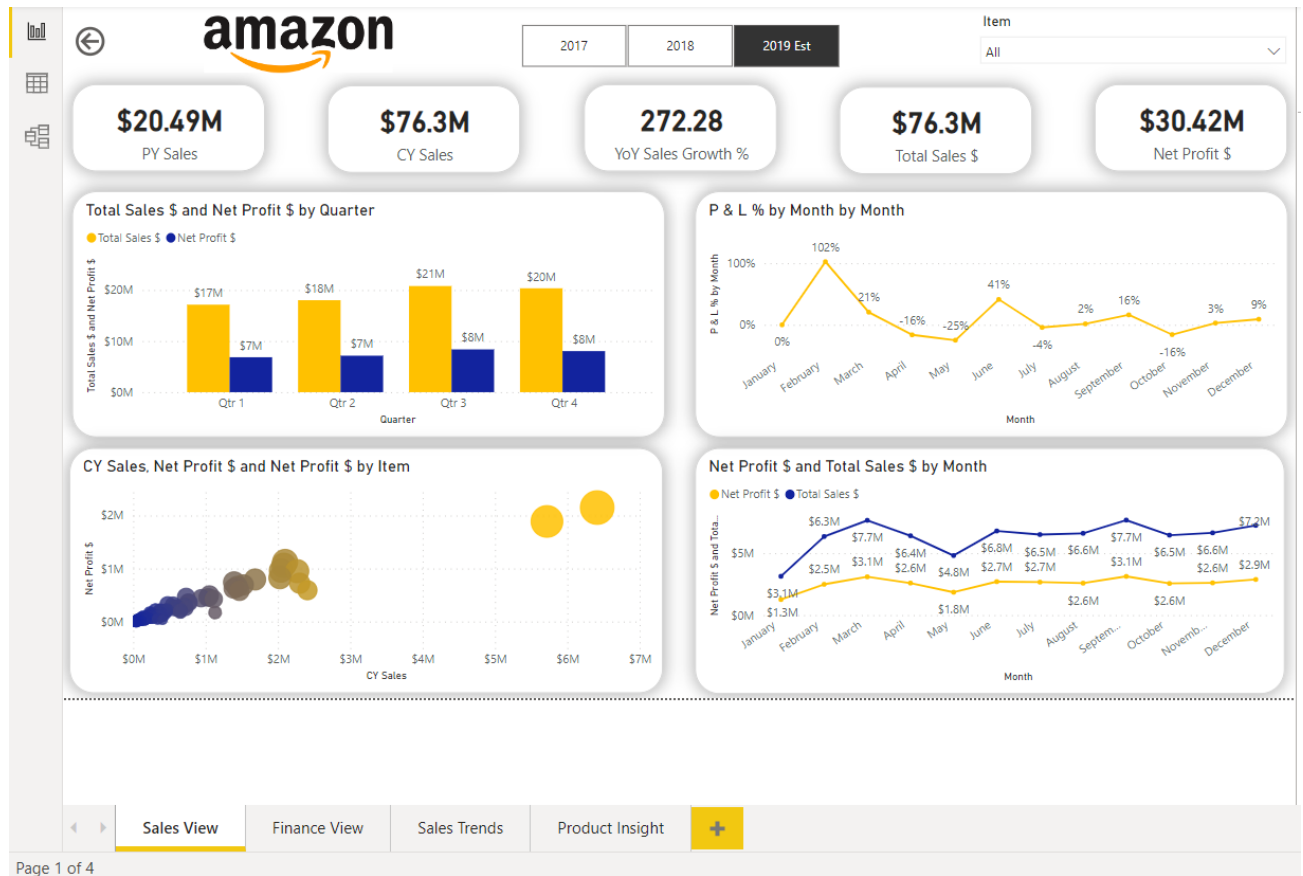 amazon
2017 2018 2019 Est
Item
All
$20.49M
PY Sales
$76.3M
CY Sales
272.28
YoY Sales Growth %
$76.3M
Total Sales $
$30.42M
Net Profit $
Total Sales $ and Net Profit $ by Quarter
Total Sales $ Net Profit $
Total Sales $ and Net Profit $
$20M
$10M
$0M
$17M $7M $18M $7M $21M $8M $20M $8M
Qtr 1 Qtr 2 Qtr 3 Qtr 4
Quarter
P & L % by Month by Month
P & L % by Month
100%
0%
0% 102% 21% -16% -25% 41% -4% 2% 16% -16% 3% 9%
January February March April May June July August September October November December
Month
CY Sales, Net Profit $ and Net Profit $ by Item
Net Profit $
$2M
$1M
$0M
$0M $1M $2M $3M $4M $5M $6M $7M
CY Sales
Net Profit $ and Total Sales $ by Month
Net Profit $ Total Sales $
Net Profit $ and Tota...
$5M
$0M
$3.1M $6.3M $7.7M $6.4M $4.8M $6.8M $6.5M $6.6M $7.7M $6.5M $6.6M $7.2M
$1.3M $2.5M $3.1M $2.6M $1.8M $2.7M $2.7M $2.6M $3.1M $2.6M $2.6M $2.9M
January February March April May June July August Septem... October Novemb... December
Month
Sales View Finance View Sales Trends Product Insight
Page 1 of 4